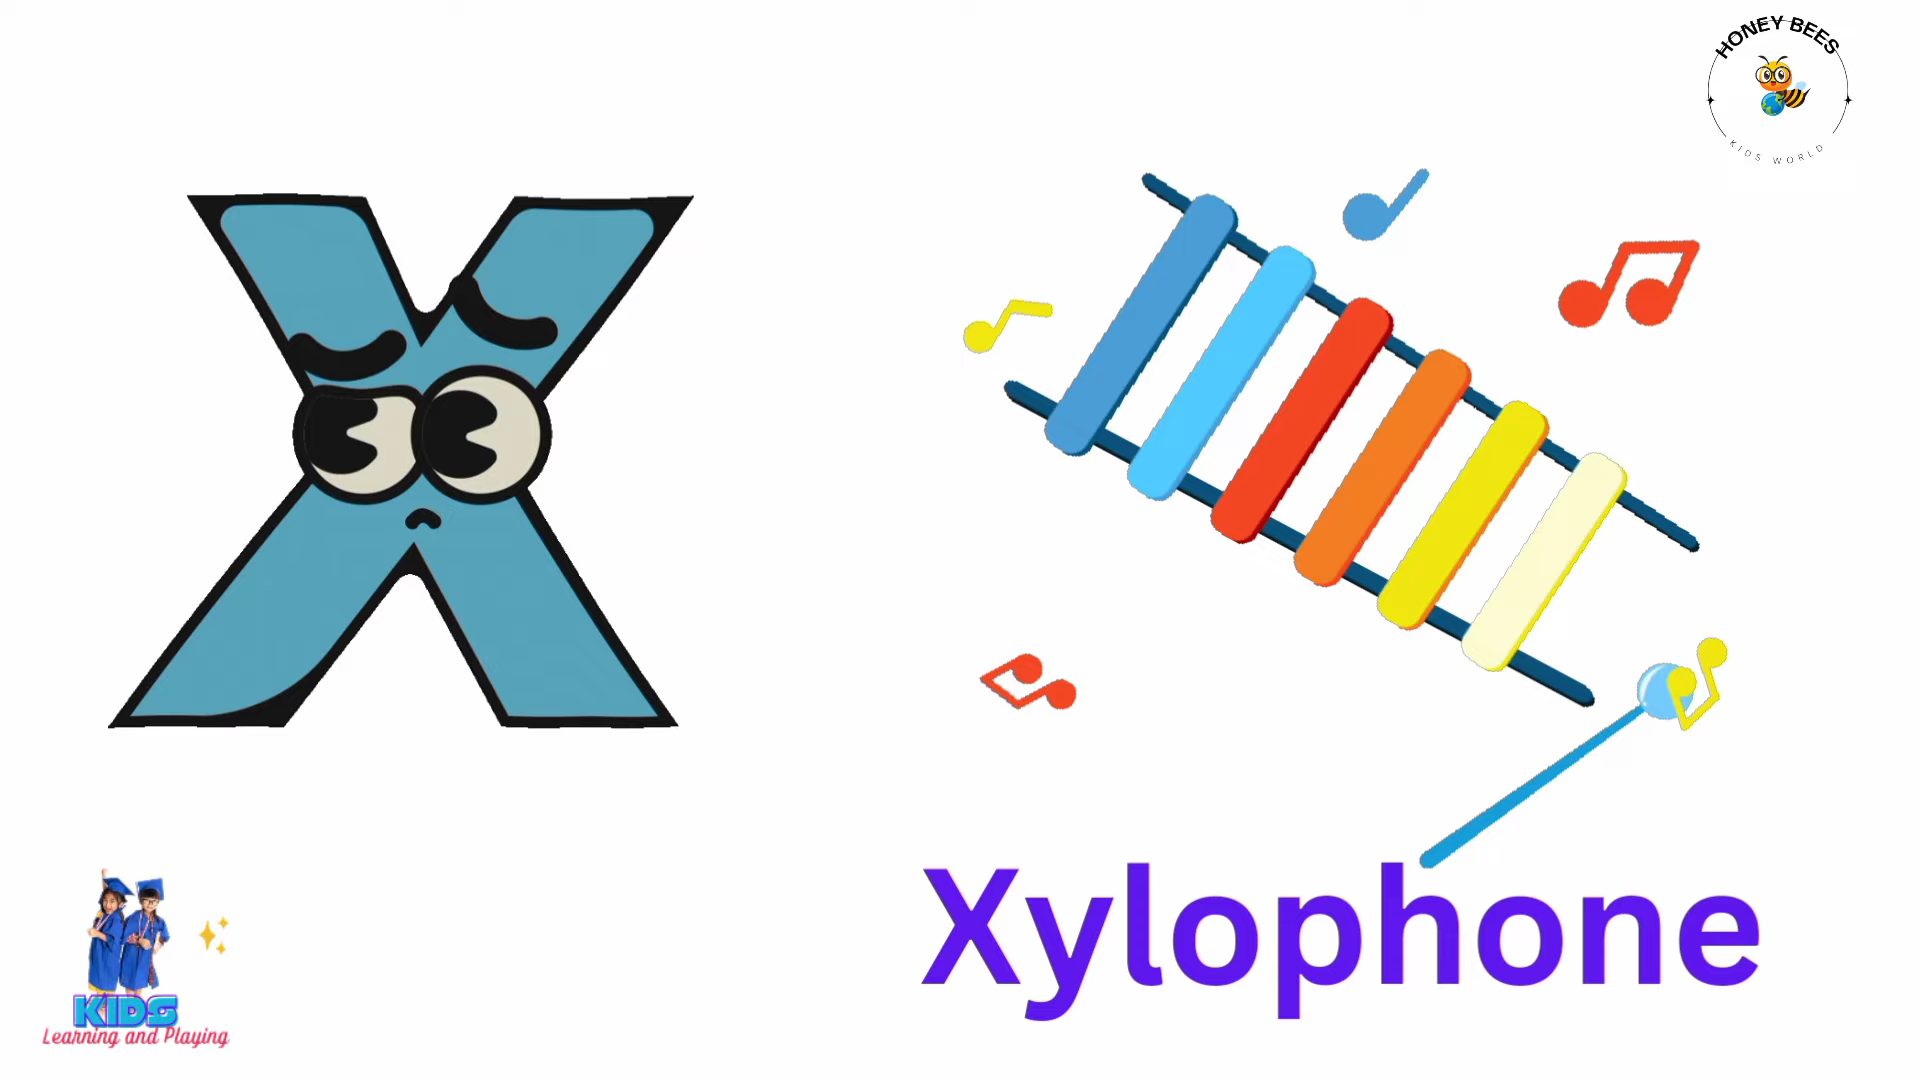 HONEY BEES
KIDS WORLD
X
Xylophone
KIDS
Learning and Playing